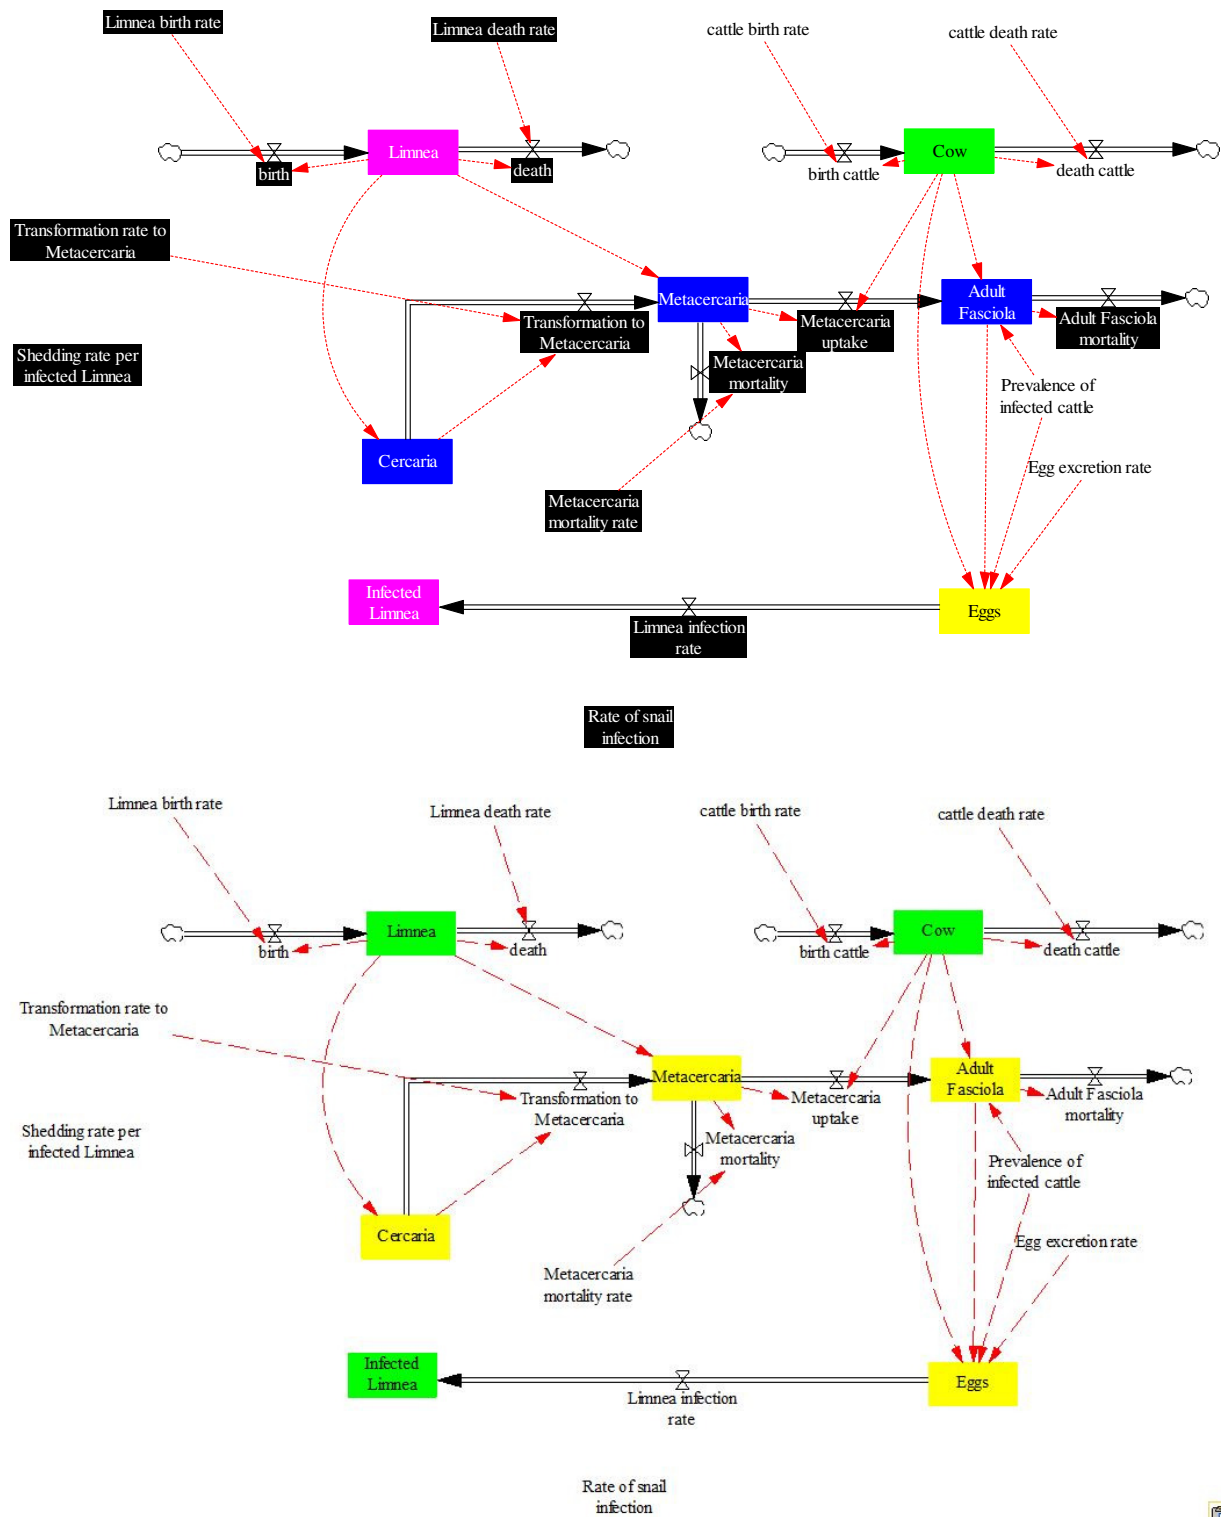 Limnea birth rate
Limnea death rate
cattle birth rate
cattle death rate
Limnea
Cow
birth
death
birth cattle
death cattle
Transformation rate to
Metacercaria
Metacercaria
Adult
Fasciola
Transformation to
Metacercaria
Metacercaria
uptake
Adult Fasciola
mortality
Shedding rate per
infected Limnea
Metacercaria
mortality
Prevalence of
infected cattle
Cercaria
Egg excretion rate
Metacercaria
mortality rate
Infected
Limnea
Eggs
Limnea infection
rate
Rate of snail
infection
Limnea birth rate
Limnea death rate
cattle birth rate
cattle death rate
Limnea
Cow
birth
death
birth cattle
death cattle
Transformation rate to
Metacercaria
Metacercaria
Adult
Fasciola
Transformation to
Metacercaria
Metacercaria
uptake
Adult Fasciola
mortality
Shedding rate per
infected Limnea
Metacercaria
mortality
Prevalence of
infected cattle
Cercaria
Egg excretion rate
Metacercaria
mortality rate
Infected
Limnea
Eggs
Limnea infection
rate
Rate of snail
infection